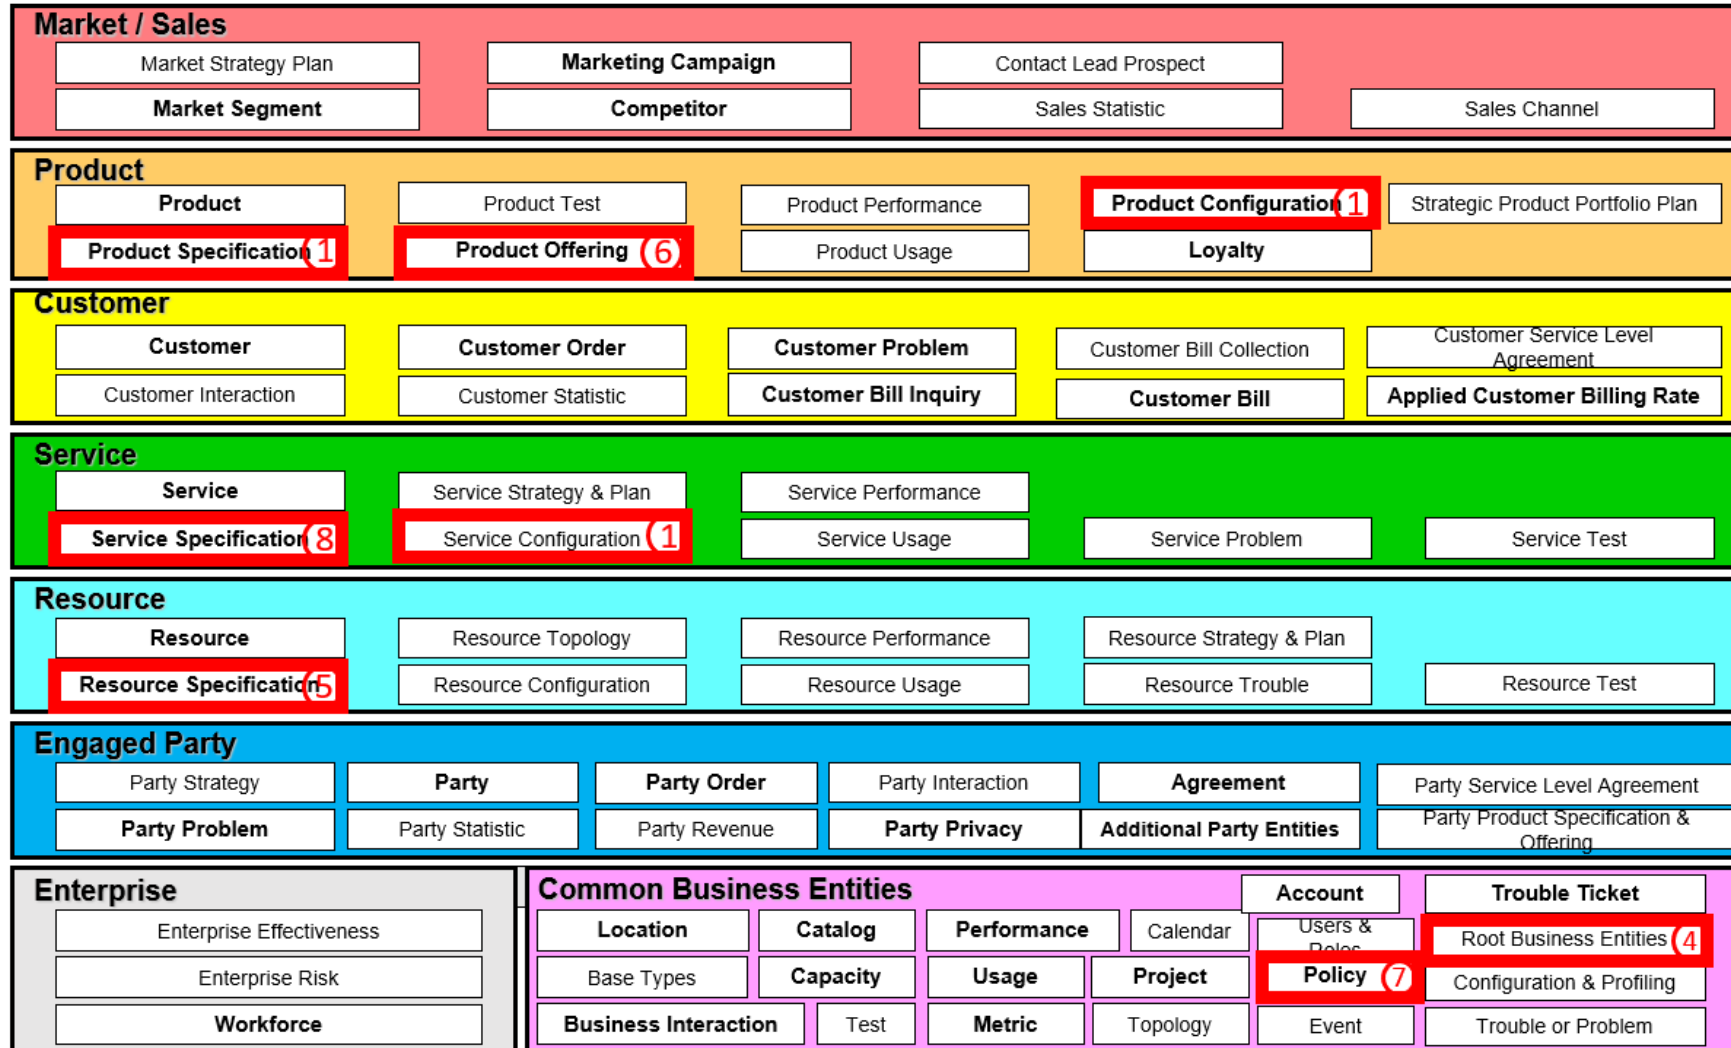 Market / Sales
Market Strategy Plan
Marketing Campaign
Contact Lead Prospect
Market Segment
Competitor
Sales Statistic
Sales Channel
Product
Product
Product Test
Product Performance
Product Configuration (1
Strategic Product Portfolio Plan
Product Specification (1
Product Offering (6
Product Usage
Loyalty
Customer
Customer
Customer Order
Customer Problem
Customer Bill Collection
Customer Service Level
Agreement
Customer Interaction
Customer Statistic
Customer Bill Inquiry
Customer Bill
Applied Customer Billing Rate
Service
Service
Service Strategy & Plan
Service Performance
Service Specification (8
Service Configuration (1
Service Usage
Service Problem
Service Test
Resource
Resource
Resource Topology
Resource Performance
Resource Strategy & Plan
Resource Specification (5
Resource Configuration
Resource Usage
Resource Trouble
Resource Test
Engaged Party
Party Strategy
Party
Party Order
Party Interaction
Agreement
Party Service Level Agreement
Party Problem
Party Statistic
Party Revenue
Party Privacy
Additional Party Entities
Party Product Specification &
Offering
Enterprise
Enterprise Effectiveness
Enterprise Risk
Workforce
Common Business Entities
Account
Trouble Ticket
Location
Catalog
Performance
Calendar
Users &
Roles
Root Business Entities (4
Base Types
Capacity
Usage
Project
Policy (7
Configuration & Profiling
Business Interaction
Test
Metric
Topology
Event
Trouble or Problem